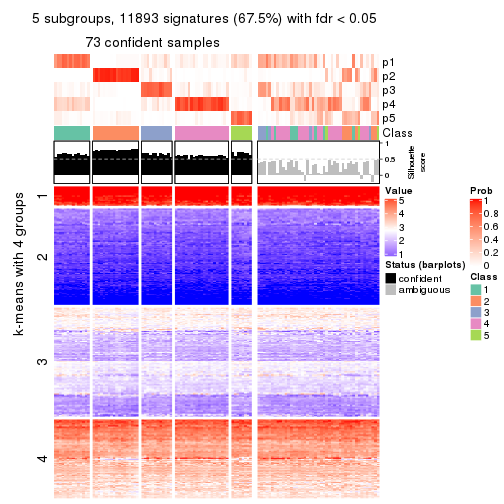 5 subgroups, 11893 signatures (67.5%) with fdr < 0.05
73 confident samples
p1
p2
p3
p4
p5
Class
1
0.5
0
Silhouette
score
k-means with 4 groups
1
2
3
4
Value
5
4
3
2
1
Status (barplots)
confident
ambiguous
Prob
1
0.8
0.6
0.4
0.2
0
Class
1
2
3
4
5